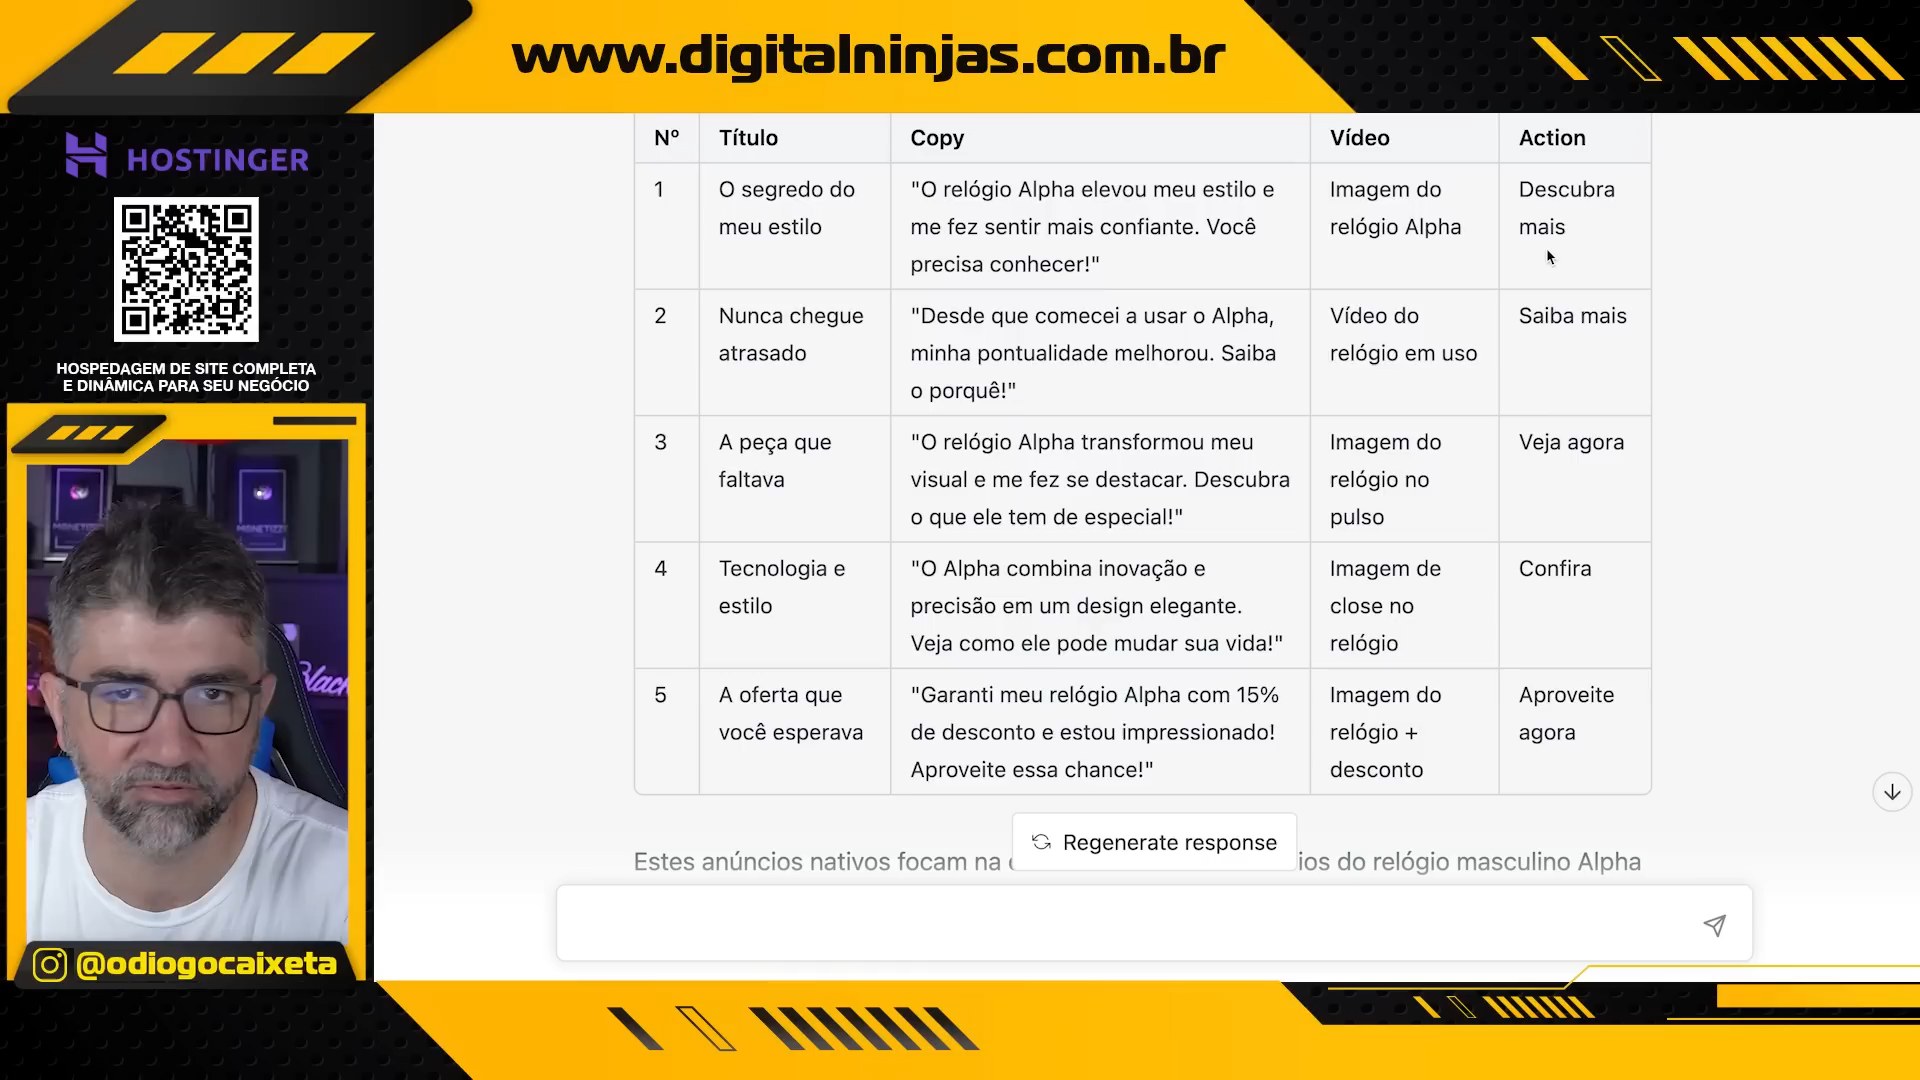 www.digitalninjas.com.br
HOSTINGER
HOSPEDAGEM DE SITE COMPLETA
E DINÂMICA PARA SEU NEGÓCIO
@odiogocaixeta
Nº Título Copy Vídeo Action
1 O segredo do "O relógio Alpha elevou meu estilo e Imagem do Descubra
meu estilo me fez sentir mais confiante. Você relógio Alpha mais
precisa conhecer!"
2 Nunca chegue "Desde que comecei a usar o Alpha, Vídeo do Saiba mais
atrasado minha pontualidade melhorou. Saiba relógio em uso
o porquê!"
3 A peça que "O relógio Alpha transformou meu Imagem do Veja agora
faltava visual e me fez se destacar. Descubra relógio no
o que ele tem de especial!" pulso
4 Tecnologia e "O Alpha combina inovação e Imagem de Confira
estilo precisão em um design elegante. close no
Veja como ele pode mudar sua vida!" relógio
5 A oferta que "Garanti meu relógio Alpha com 15% Imagem do Aproveite
você esperava de desconto e estou impressionado! relógio + agora
Aproveite essa chance!" desconto
Regenerate response
Estes anúncios nativos focam na ios do relógio masculino Alpha